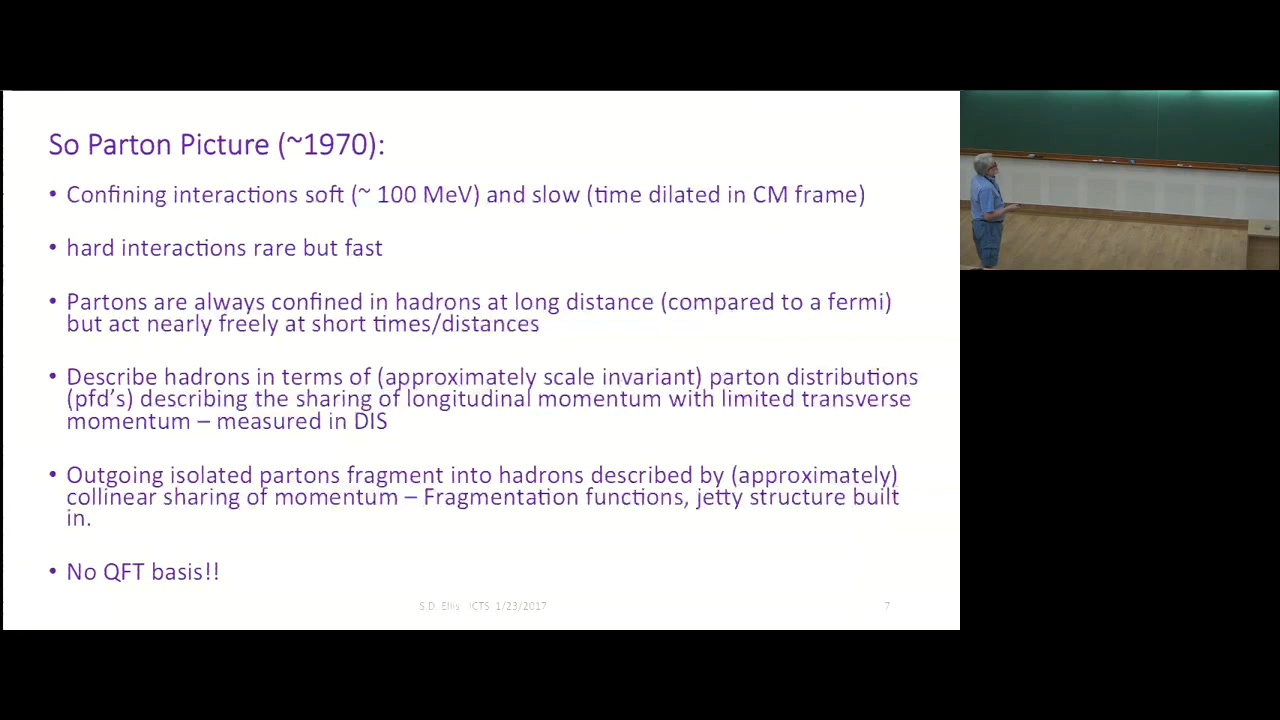 So Parton Picture (~1970):
• Confining interactions soft (~ 100 MeV) and slow (time dilated in CM frame)
• hard interactions rare but fast
• Partons are always confined in hadrons at long distance (compared to a fermi)
but act nearly freely at short times/distances
• Describe hadrons in terms of (approximately scale invariant) parton distributions
(pfd's) describing the sharing of longitudinal momentum with limited transverse
momentum – measured in DIS
• Outgoing isolated partons fragment into hadrons described by (approximately)
collinear sharing of momentum – Fragmentation functions, jetty structure built
in.
• No QFT basis!!
S.D. Ellis ICTS 1/23/2017
7